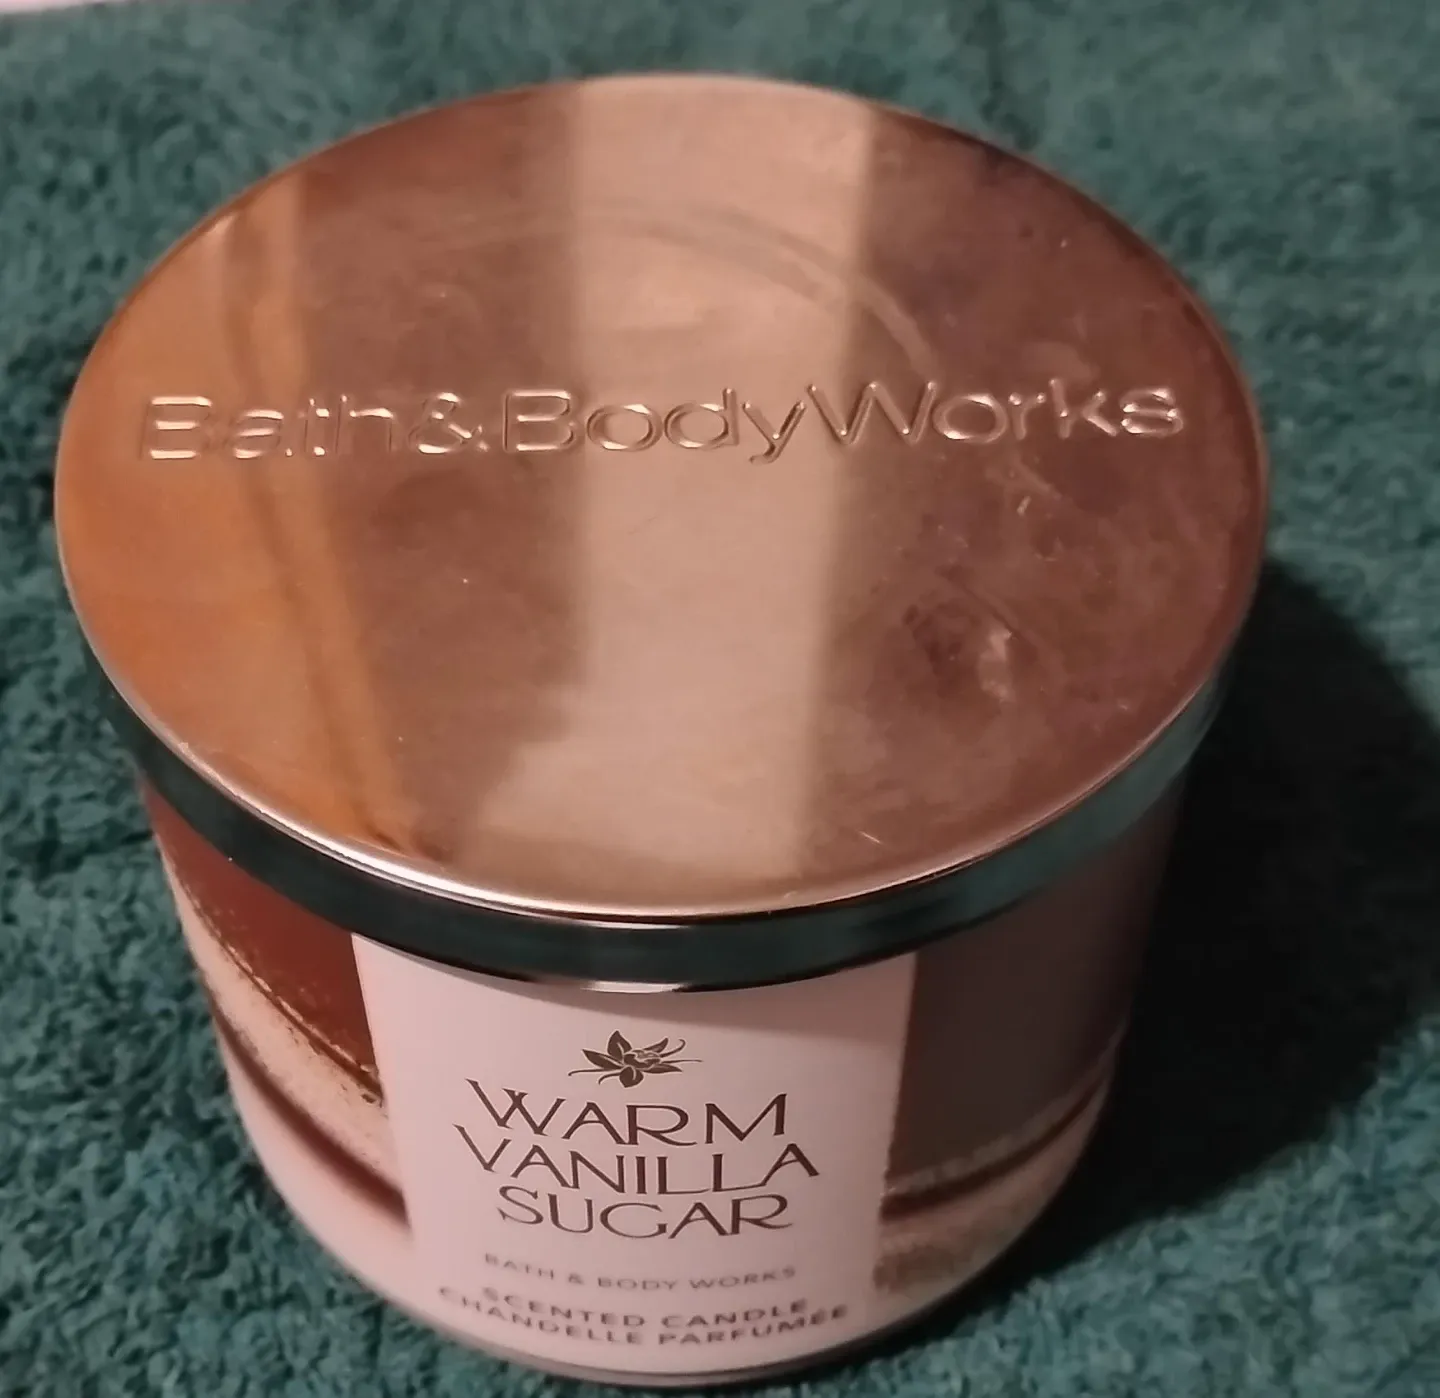 Bath&BodyWorks
WARM
VANILLA
SUGAR
BATH & BODY WORKS
SCENTED CANDLE
CHANDELLE PARFUMÉE